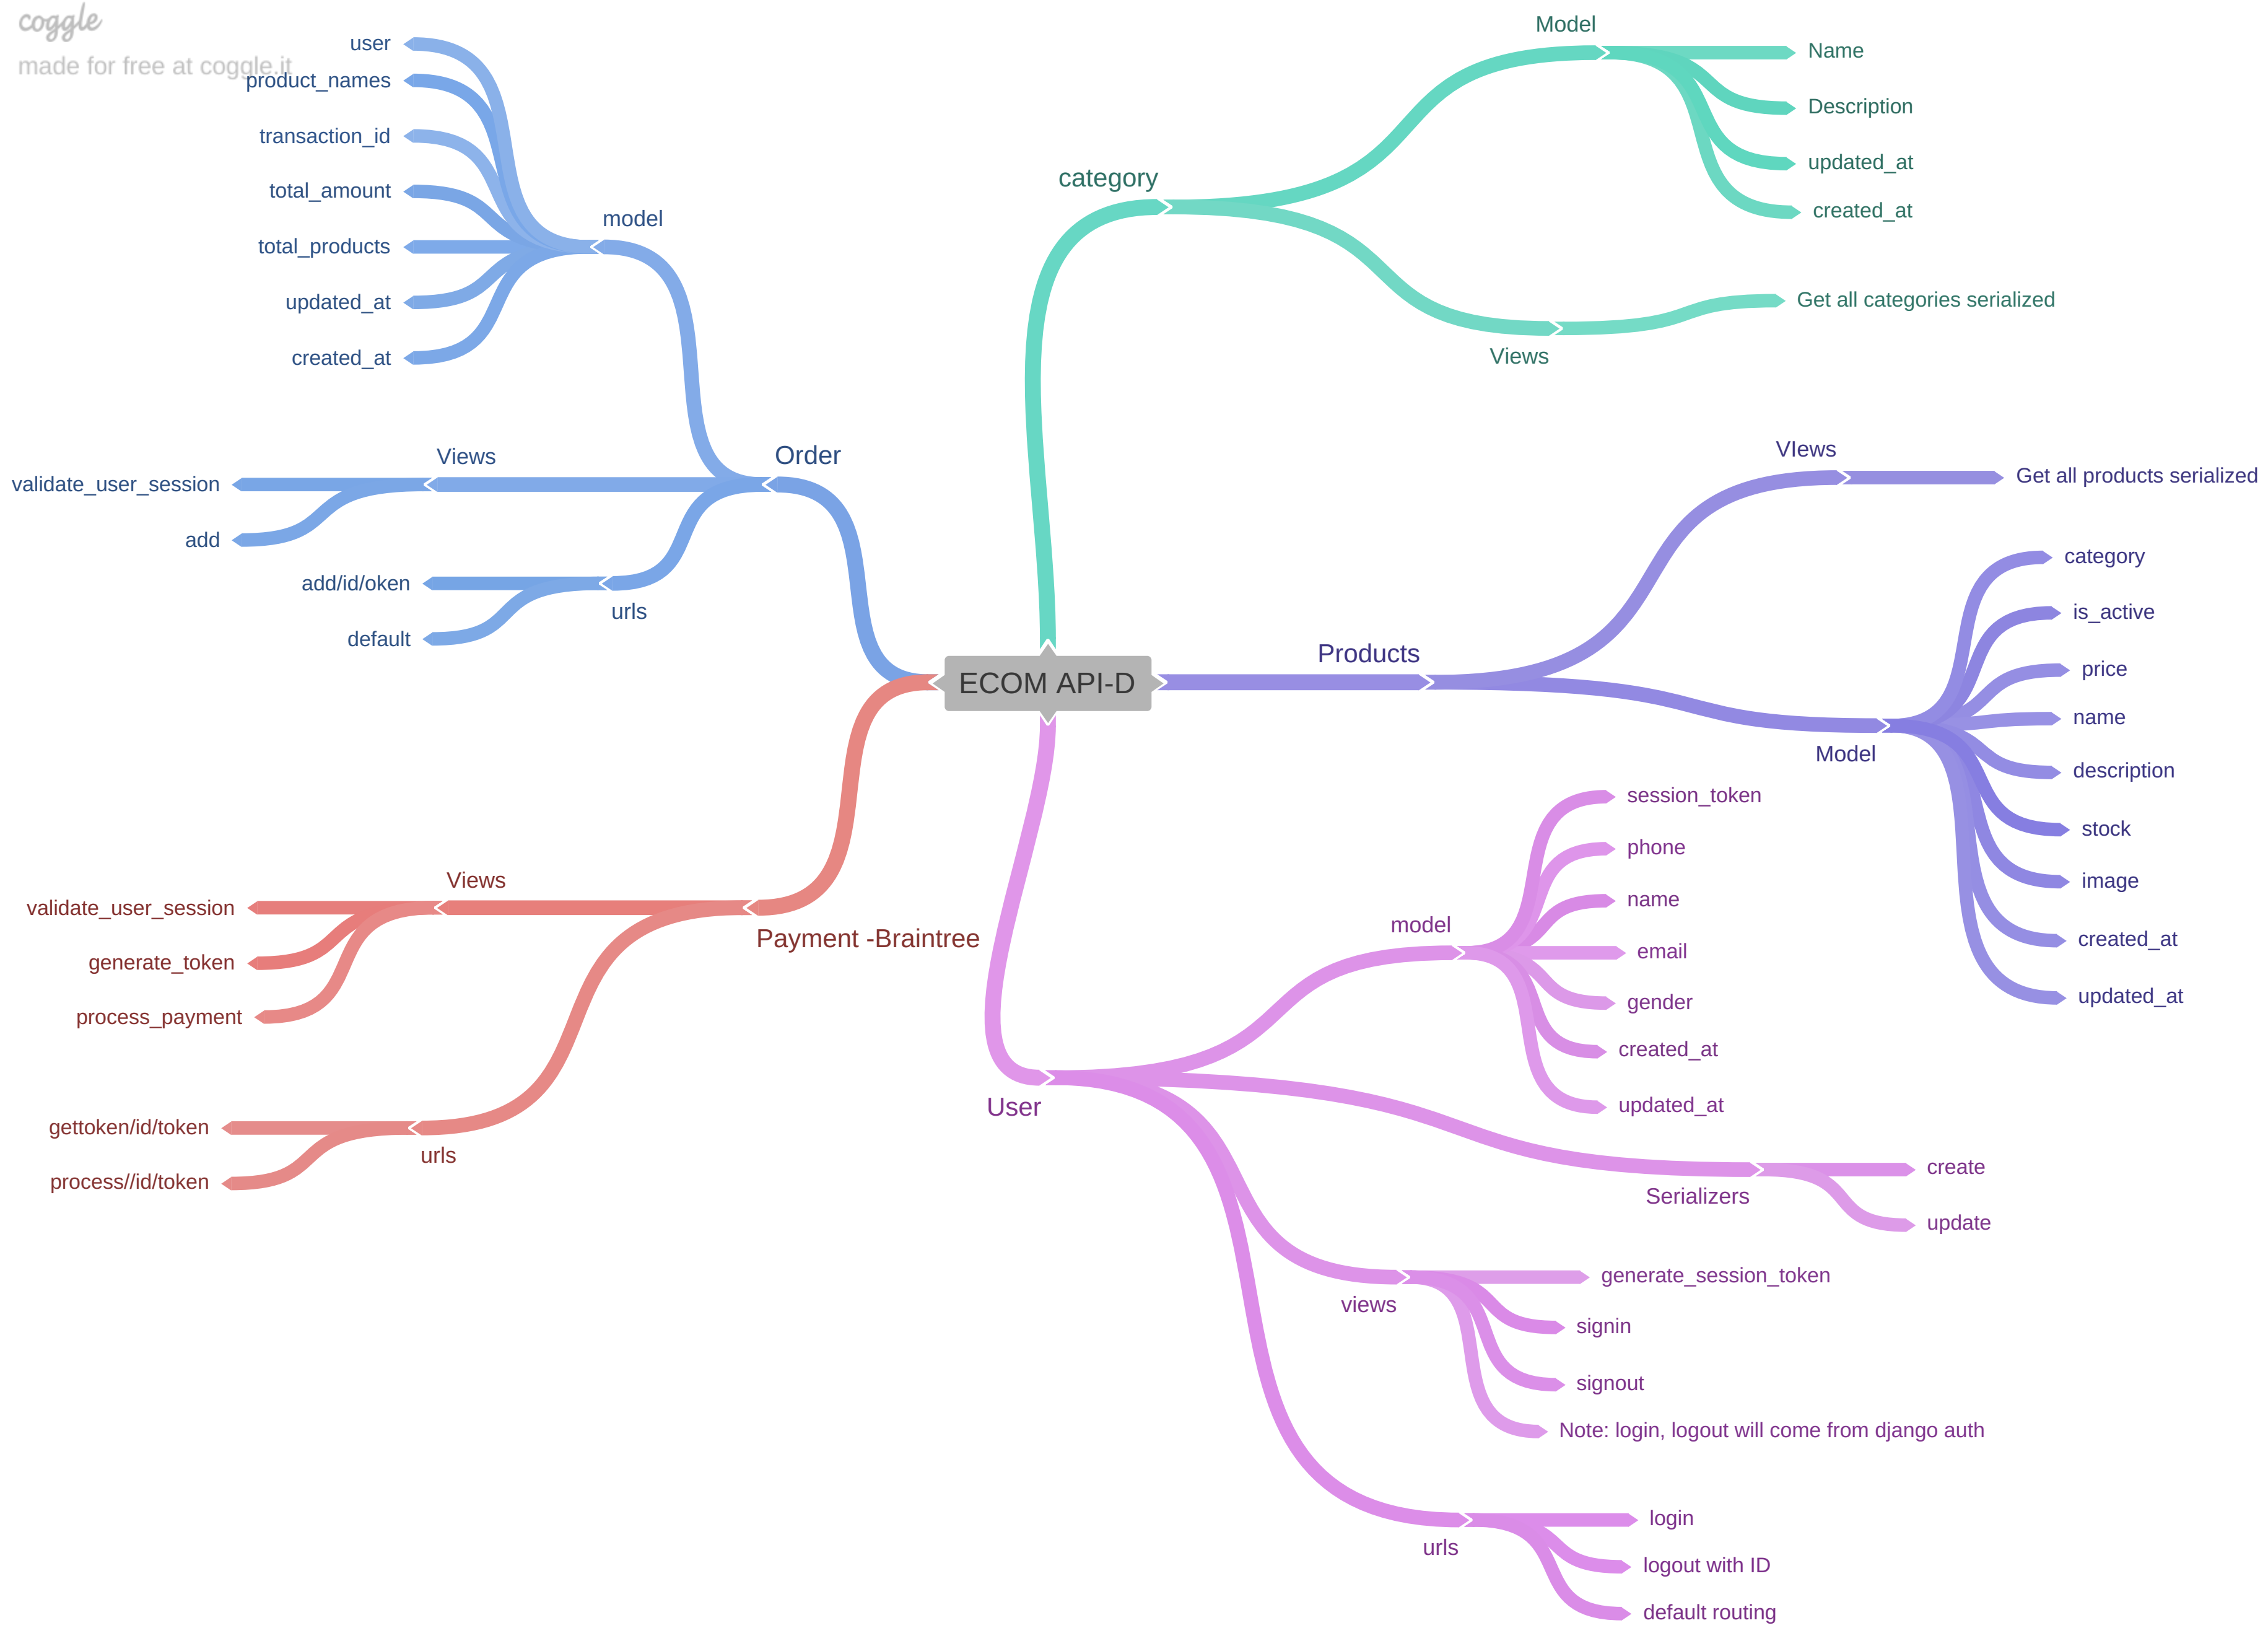 coggle
made for free at coggle.it
ECOM API-D
category
Model
Name
Description
updated_at
created_at
Views
Get all categories serialized
Products
VIews
Get all products serialized
Model
category
is_active
price
name
description
stock
image
created_at
updated_at
User
model
session_token
phone
name
email
gender
created_at
updated_at
Serializers
create
update
views
generate_session_token
signin
signout
Note: login, logout will come from django auth
urls
login
logout with ID
default routing
Order
model
user
product_names
transaction_id
total_amount
total_products
updated_at
created_at
Views
validate_user_session
add
urls
add/id/oken
default
Payment -Braintree
Views
validate_user_session
generate_token
process_payment
urls
gettoken/id/token
process//id/token